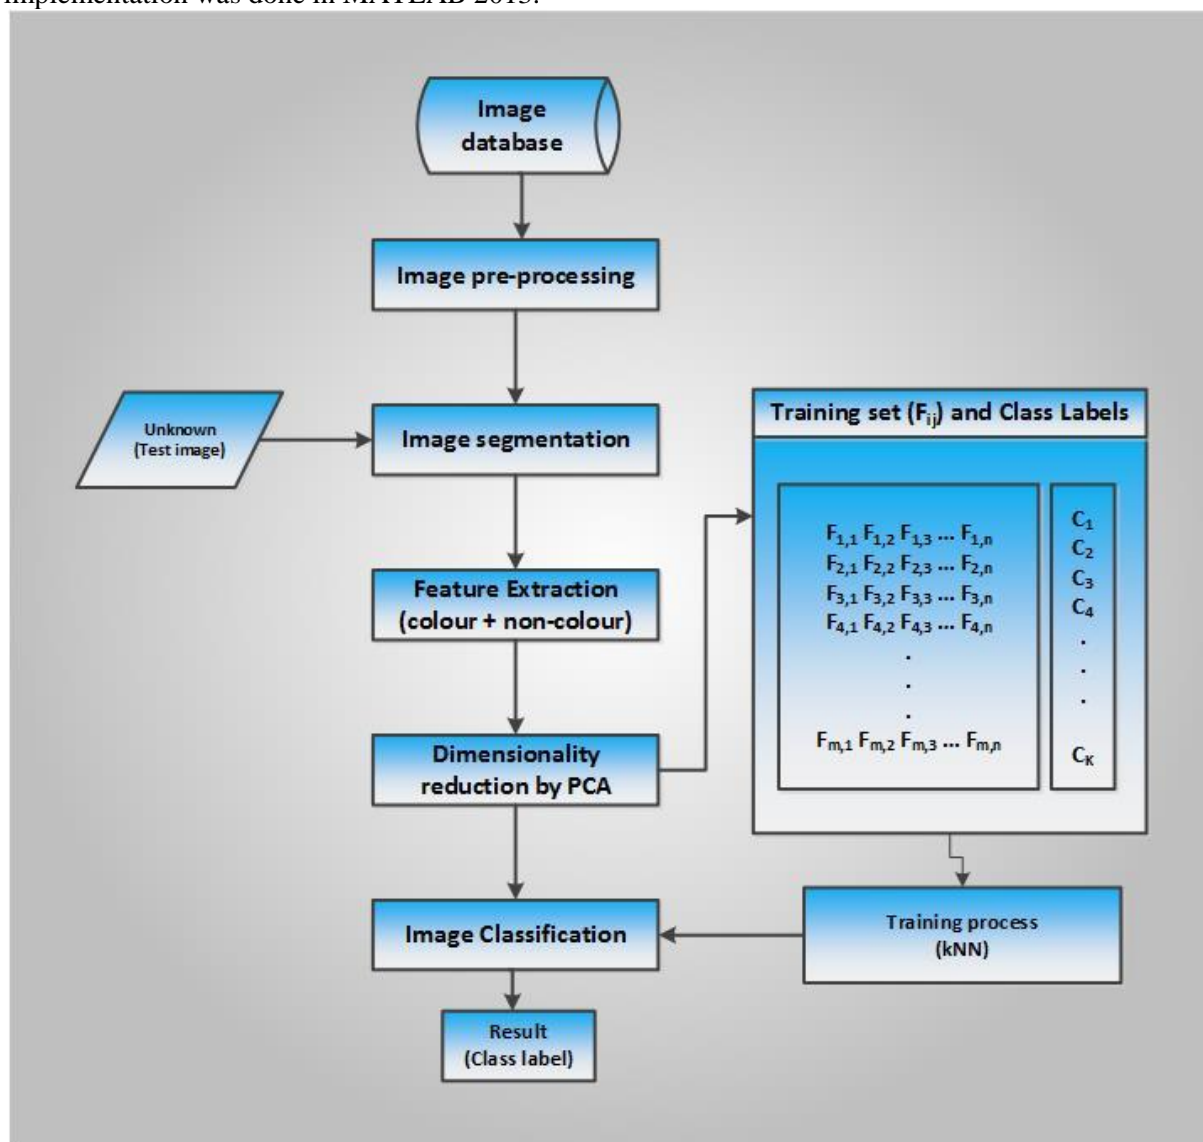 implementation was done in MATLAB 2013.
Image
database
Image pre-processing
Unknown
(Test image)
Image segmentation
Feature Extraction
(colour + non-colour)
Dimensionality
reduction by PCA
Training set (Fij) and Class Labels
F1,1 F1,2 F1,3 ... F1,n
F2,1 F2,2 F2,3 ... F2,n
F3,1 F3,2 F3,3 ... F3,n
F4,1 F4,2 F4,3 ... F4,n
.
.
.
Fm,1 Fm,2 Fm,3 ... Fm,n
C1
C2
C3
C4
.
.
.
CK
Training process
(kNN)
Image Classification
Result
(Class label)